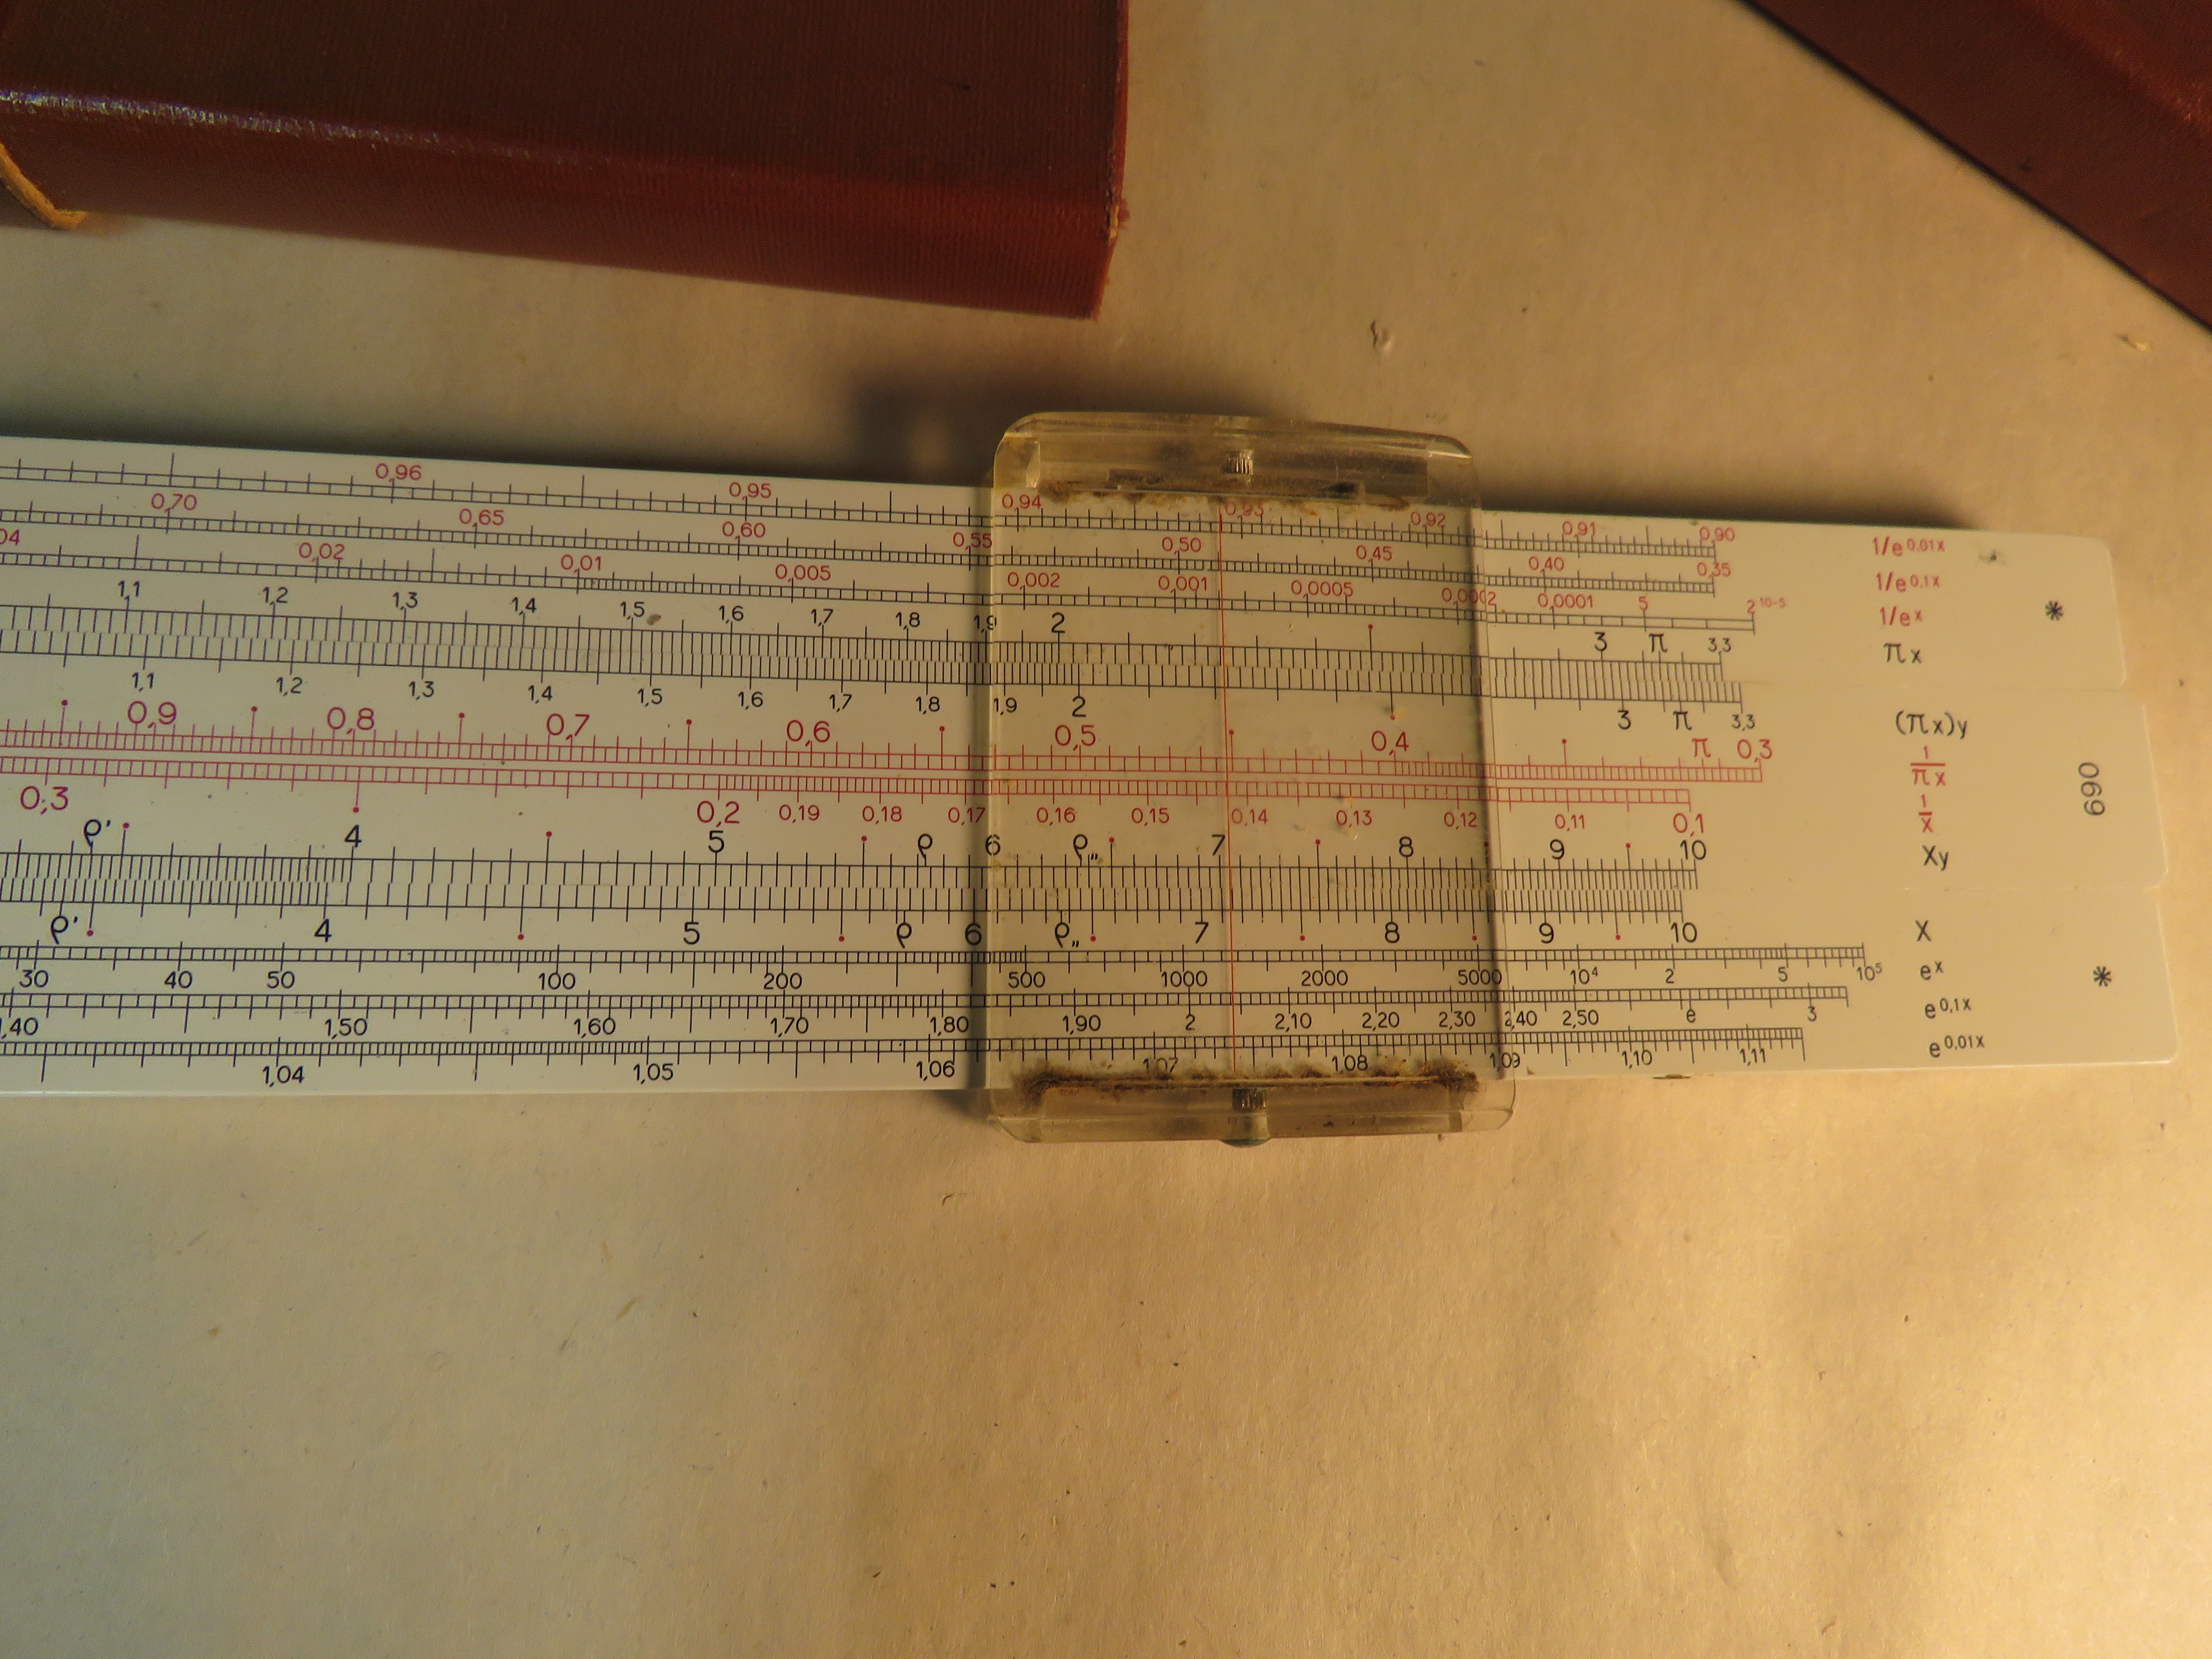 0,96 0,95 0,94 0,93 0,92 0,91 0,90 1/e^0,01x
0,70 0,65 0,60 0,55 0,50 0,45 0,40 0,35 1/e^0,1x
04 0,02 0,01 0,005 0,002 0,001 0,0005 0,0002 0,0001 5 2 10-5 1/e^x *
1,1 1,2 1,3 1,4 1,5 1,6 1,7 1,8 1,9 2 3 π 3,3 πx
1,1 1,2 1,3 1,4 1,5 1,6 1,7 1,8 1,9 2 3 π 3,3 (πx)y
0,9 0,8 0,7 0,6 0,5 0,4 π 0,3 1/πx
0,3 0,2 0,19 0,18 0,17 0,16 0,15 0,14 0,13 0,12 0,11 0,1 1/x
069
ρ' 4 5 ρ 6 ρ,, 7 8 9 10 xy
ρ' 4 5 ρ 6 ρ,, 7 8 9 10 x
30 40 50 100 200 500 1000 2000 5000 10^4 2 5 10^5 e^x *
1,40 1,50 1,60 1,70 1,80 1,90 2 2,10 2,20 2,30 2,40 2,50 e 3 e^0,1x
1,04 1,05 1,06 1,07 1,08 1,09 1,10 1,11 e^0,01x